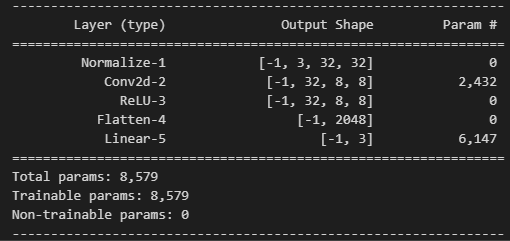 ----------------------------------------------------------------
Layer (type) Output Shape Param #
================================================================
Normalize-1 [-1, 3, 32, 32] 0
Conv2d-2 [-1, 32, 8, 8] 2,432
ReLU-3 [-1, 32, 8, 8] 0
Flatten-4 [-1, 2048] 0
Linear-5 [-1, 3] 6,147
================================================================
Total params: 8,579
Trainable params: 8,579
Non-trainable params: 0
----------------------------------------------------------------